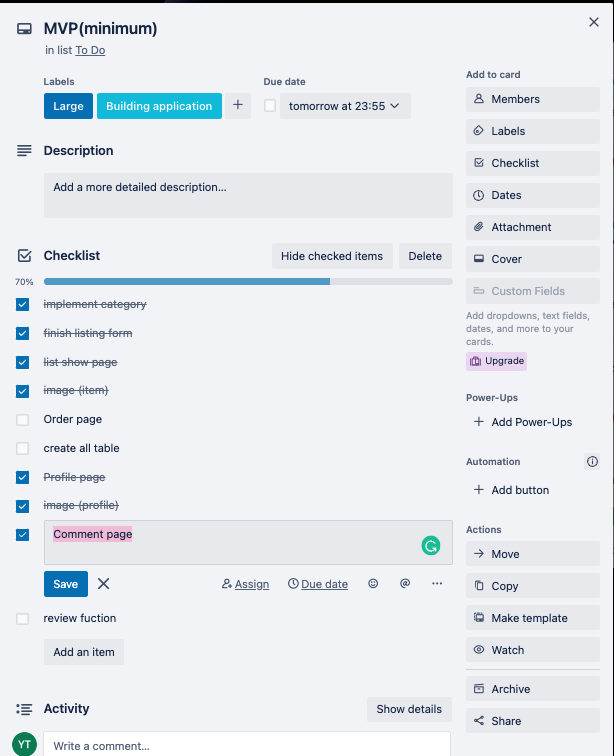 MVP(minimum)
in list To Do
Labels
Large
Building application
Due date
tomorrow at 23:55
Description
Add a more detailed description...
Checklist
Hide checked items
Delete
70%
implement category
finish listing form
list show page
image (item)
Order page
create all table
Profile page
image (profile)
Comment page
Save
Assign
Due date
@
review fuction
Add an item
Activity
Show details
YT
Write a comment...
Add to card
Members
Labels
Checklist
Dates
Attachment
Cover
Custom Fields
Add dropdowns, text fields,
dates, and more to your
cards.
Upgrade
Power-Ups
Add Power-Ups
Automation
Add button
Actions
Move
Copy
Make template
Watch
Archive
Share